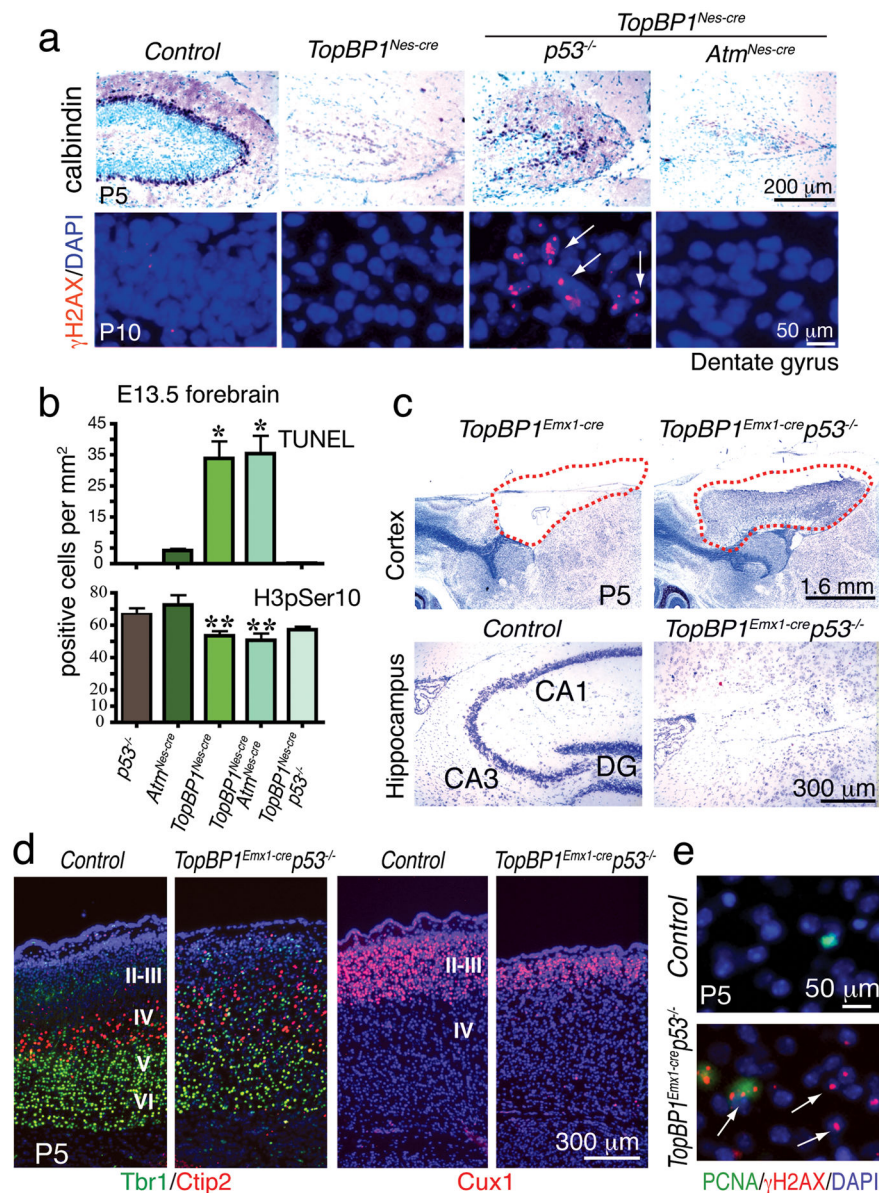 a
TopBP1Nes-cre
Control TopBP1Nes-cre p53-/- AtmNes-cre
calbindin
P5
200 µm
γH2AX/DAPI
P10
50 µm
Dentate gyrus
b
E13.5 forebrain
TUNEL
* *
45
35
25
15
5
0
positive cells per mm2
H3pSer10
** **
80
60
40
20
0
p53-/-
AtmNes-cre
TopBP1Nes-cre
TopBP1Nes-cre
AtmNes-cre
TopBP1Nes-cre
p53-/-
c
TopBP1Emx1-cre TopBP1Emx1-crep53-/-
Cortex
P5
1.6 mm
Control TopBP1Emx1-crep53-/-
Hippocampus
CA1
CA3
DG
300 µm
d
Control TopBP1Emx1-crep53-/- Control TopBP1Emx1-crep53-/-
II-III
IV
V
VI
P5
II-III
IV
300 µm
Tbr1/Ctip2
Cux1
e
Control
P5
50 µm
TopBP1Emx1-crep53-/-
PCNA/γH2AX/DAPI